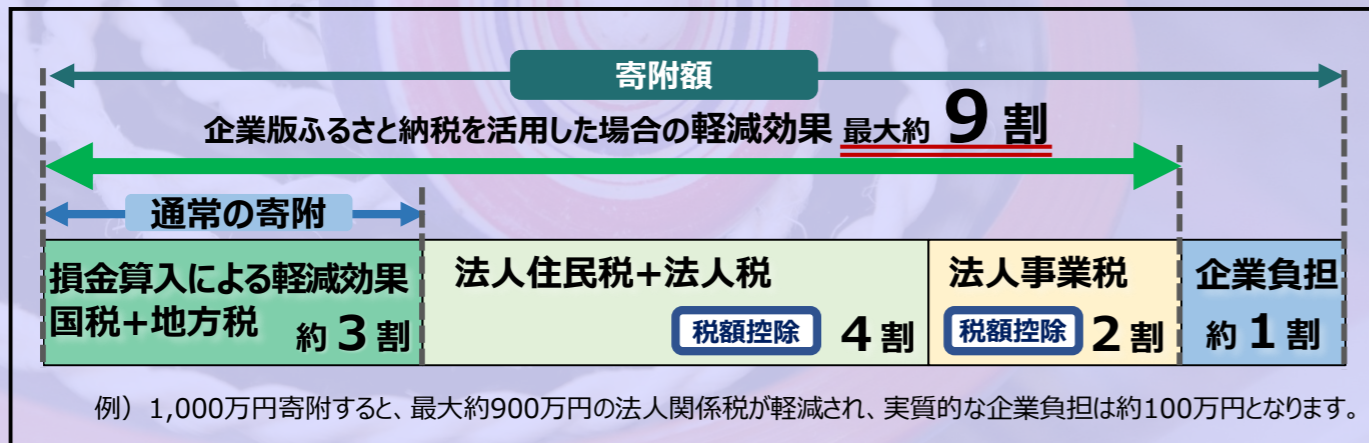 寄附額
企業版ふるさと納税を活用した場合の軽減効果 最大約 9 割
通常の寄附
損金算入による軽減効果
国税+地方税 約 3 割
法人住民税+法人税
税額控除 4 割
法人事業税
税額控除 2 割
企業負担
約 1 割
例）1,000万円寄附すると、最大約900万円の法人関係税が軽減され、実質的な企業負担は約100万円となります。